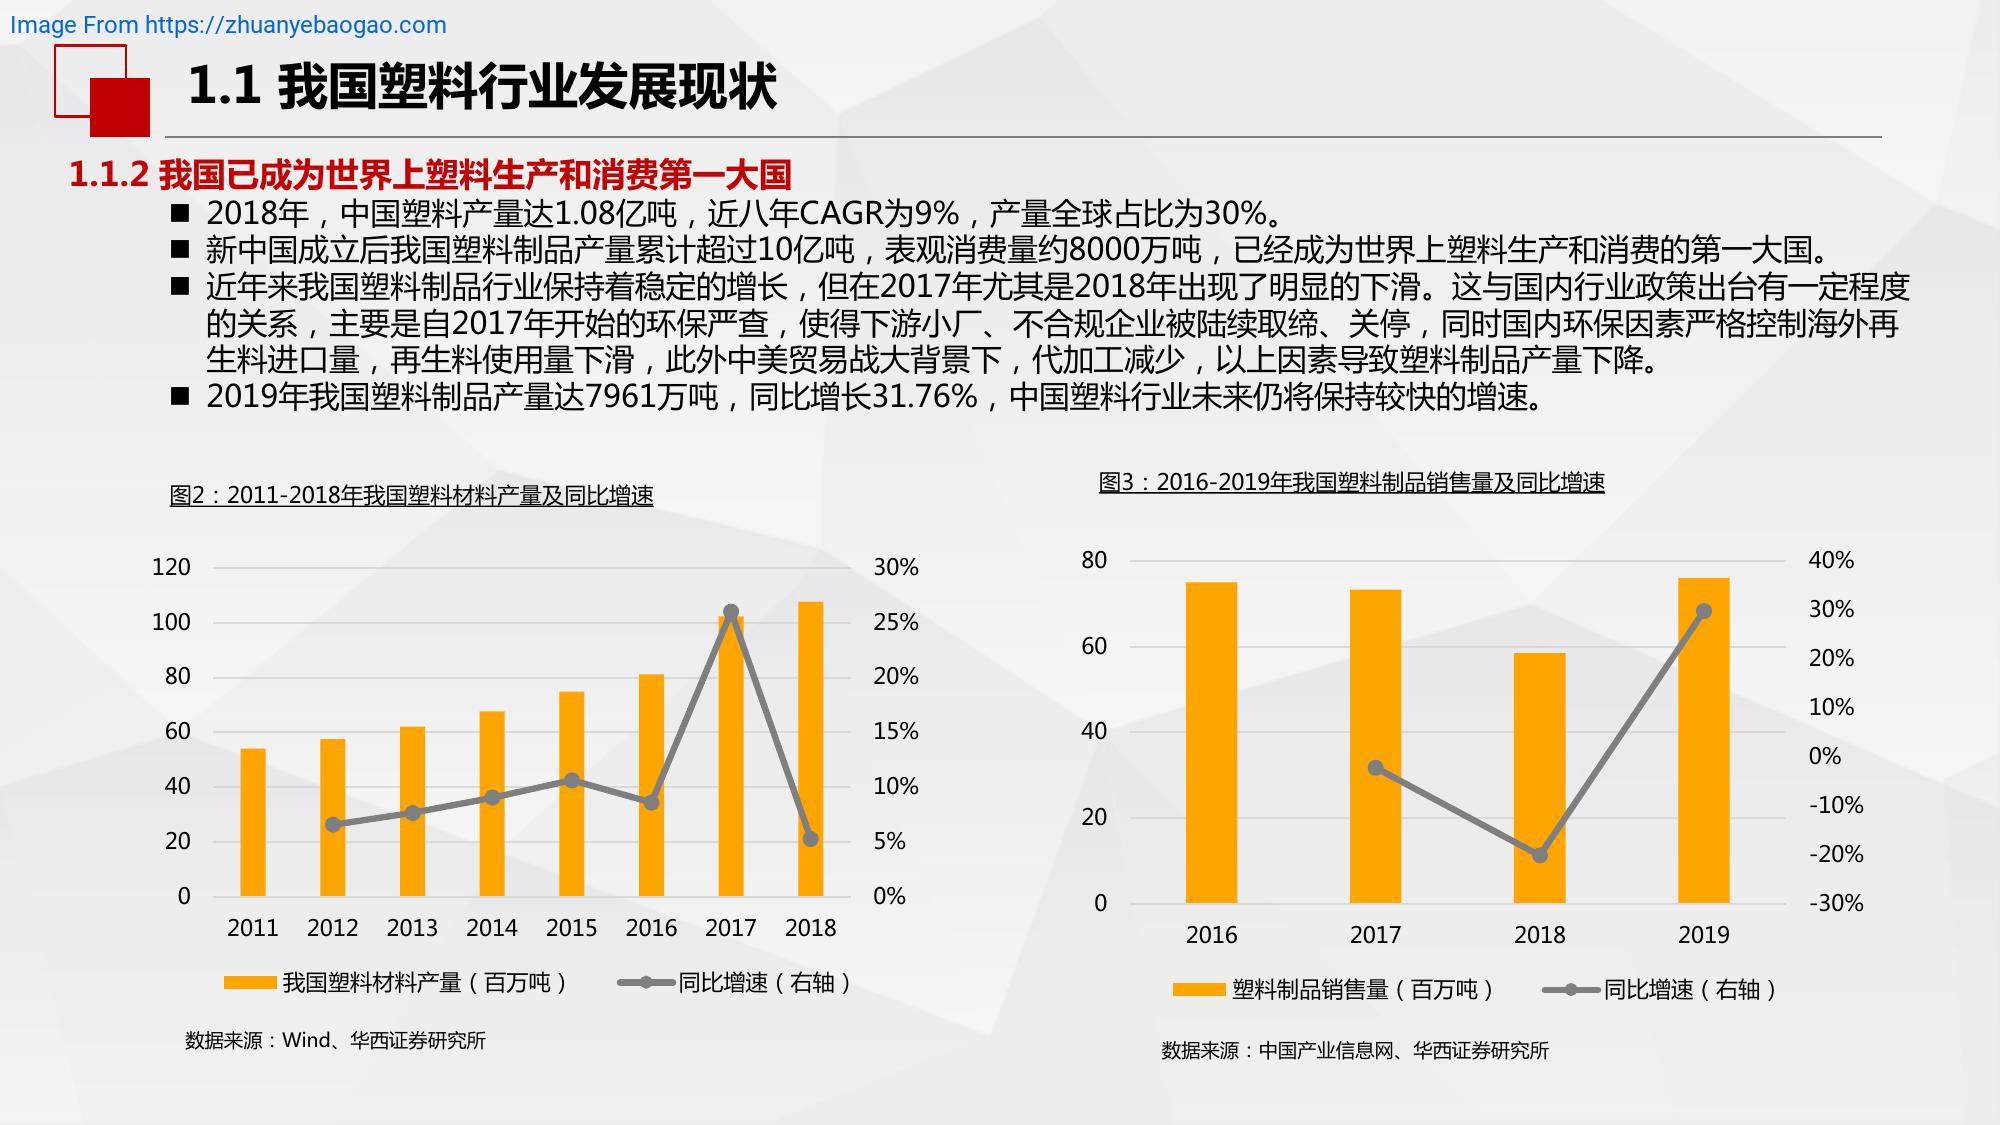 Image From https://zhuanyebaogao.com
1.1 我国塑料行业发展现状
1.1.2 我国已成为世界上塑料生产和消费第一大国
■ 2018年，中国塑料产量达1.08亿吨，近八年CAGR为9%，产量全球占比为30%。
■ 新中国成立后我国塑料制品产量累计超过10亿吨，表观消费量约8000万吨，已经成为世界上塑料生产和消费的第一大国。
■ 近年来我国塑料制品行业保持着稳定的增长，但在2017年尤其是2018年出现了明显的下滑。这与国内行业政策出台有一定程度
的关系，主要是自2017年开始的环保严查，使得下游小厂、不合规企业被陆续取缔、关停，同时国内环保因素严格控制海外再
生料进口量，再生料使用量下滑，此外中美贸易战大背景下，代加工减少，以上因素导致塑料制品产量下降。
■ 2019年我国塑料制品产量达7961万吨，同比增长31.76%，中国塑料行业未来仍将保持较快的增速。
图2：2011-2018年我国塑料材料产量及同比增速
120
100
80
60
40
20
0
30%
25%
20%
15%
10%
5%
0%
2011 2012 2013 2014 2015 2016 2017 2018
我国塑料材料产量（百万吨） 同比增速（右轴）
数据来源：Wind、华西证券研究所
图3：2016-2019年我国塑料制品销售量及同比增速
80
60
40
20
0
40%
30%
20%
10%
0%
-10%
-20%
-30%
2016 2017 2018 2019
塑料制品销售量（百万吨） 同比增速（右轴）
数据来源：中国产业信息网、华西证券研究所